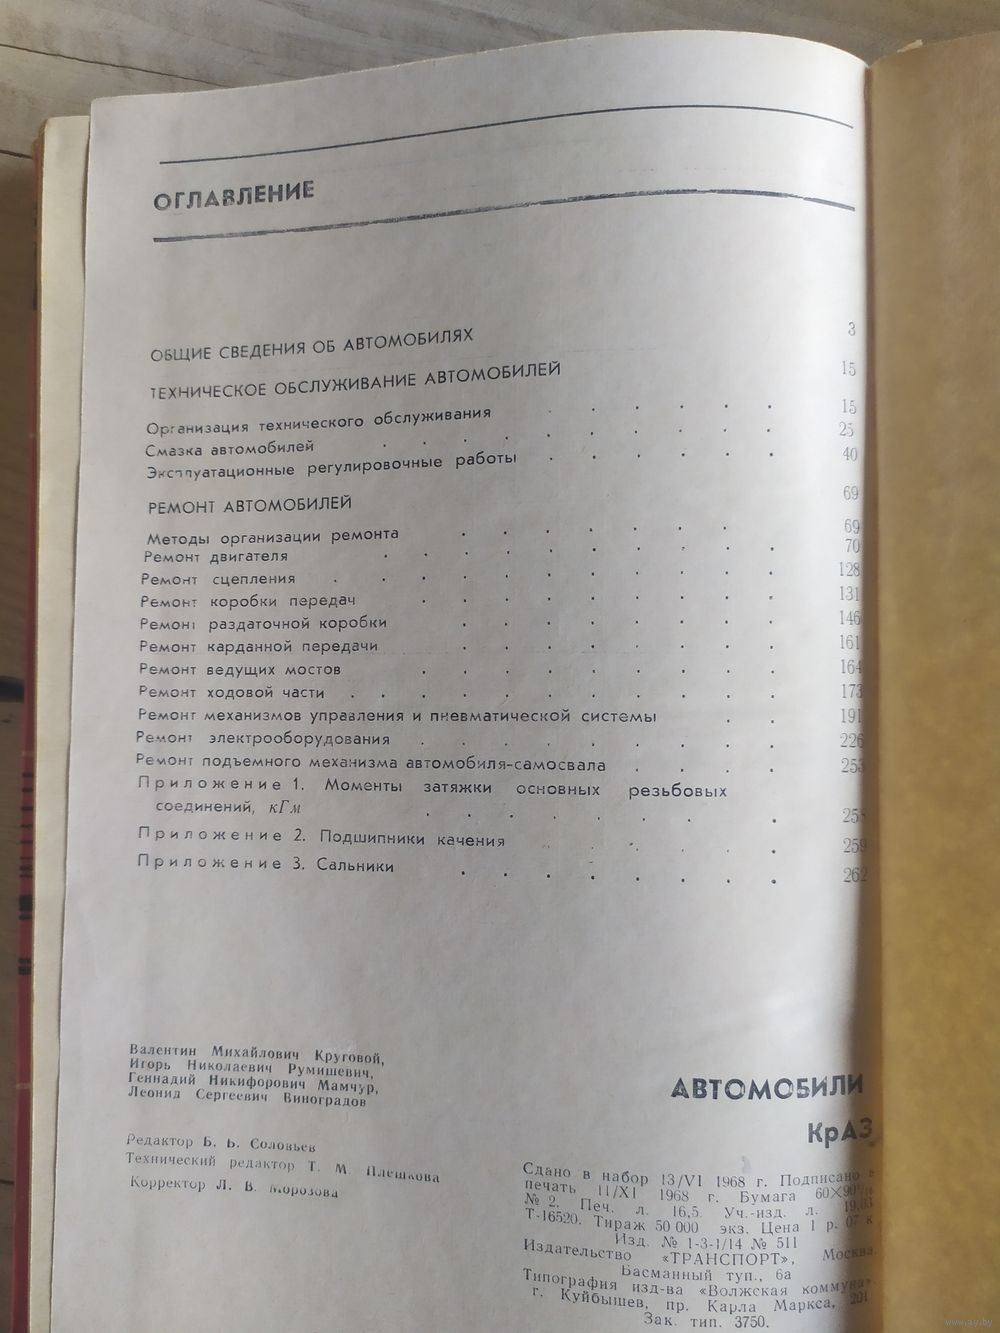 ОГЛАВЛЕНИЕ
ОБЩИЕ СВЕДЕНИЯ ОБ АВТОМОБИЛЯХ 3
ТЕХНИЧЕСКОЕ ОБСЛУЖИВАНИЕ АВТОМОБИЛЕЙ 15
Организация технического обслуживания . . . . . . 15
Смазка автомобилей . . . . . . . . . . 25
Эксплуатационные регулировочные работы . . . . . . 40
РЕМОНТ АВТОМОБИЛЕЙ 69
Методы организации ремонта . . . . . . . 69
Ремонт двигателя . . . . . . . . . . 70
Ремонт сцепления . . . . . . . . . . . 128
Ремонт коробки передач . . . . . . . . . 131
Ремонт раздаточной коробки . . . . . . . . 146
Ремонт карданной передачи . . . . . . . . 161
Ремонт ведущих мостов . . . . . . . . . 164
Ремонт ходовой части . . . . . . . . . . . 173
Ремонт механизмов управления и пневматической системы . . 191
Ремонт электрооборудования . . . . . . . . . 226
Ремонт подъемного механизма автомобиля-самосвала . . . . 253
Приложение 1. Моменты затяжки основных резьбовых
соединений, кГм . . . . . . . .
Приложение 2. Подшипники качения . . . . . . 259
Приложение 3. Сальники . . . . . . . . 262
Валентин Михайлович Круговой,
Игорь Николаевич Румишевич,
Геннадий Никифорович Мамчур,
Леонид Сергеевич Виноградов
Редактор Б. Б. Соловьев
Технический редактор Т. М. Плешкова
Корректор Л. В. Морозова
АВТОМОБИЛИ
КрАЗ
Сдано в набор 13/VI 1968 г. Подписано в
печать 11/XI 1968 г. Бумага 60×90¹/₁₆
№ 2. Печ. л. 16,5. Уч.-изд. л. 19,03
Т-16520. Тираж 50 000 экз. Цена 1 р. 07 к
Изд. № 1-3-1/14 № 511
Издательство «ТРАНСПОРТ», Москва.
Басманный туп., 6а
Типография изд-ва «Волжская коммуна».
г. Куйбышев, пр. Карла Маркса, 201
Зак. тип. 3750.
www.ay.by